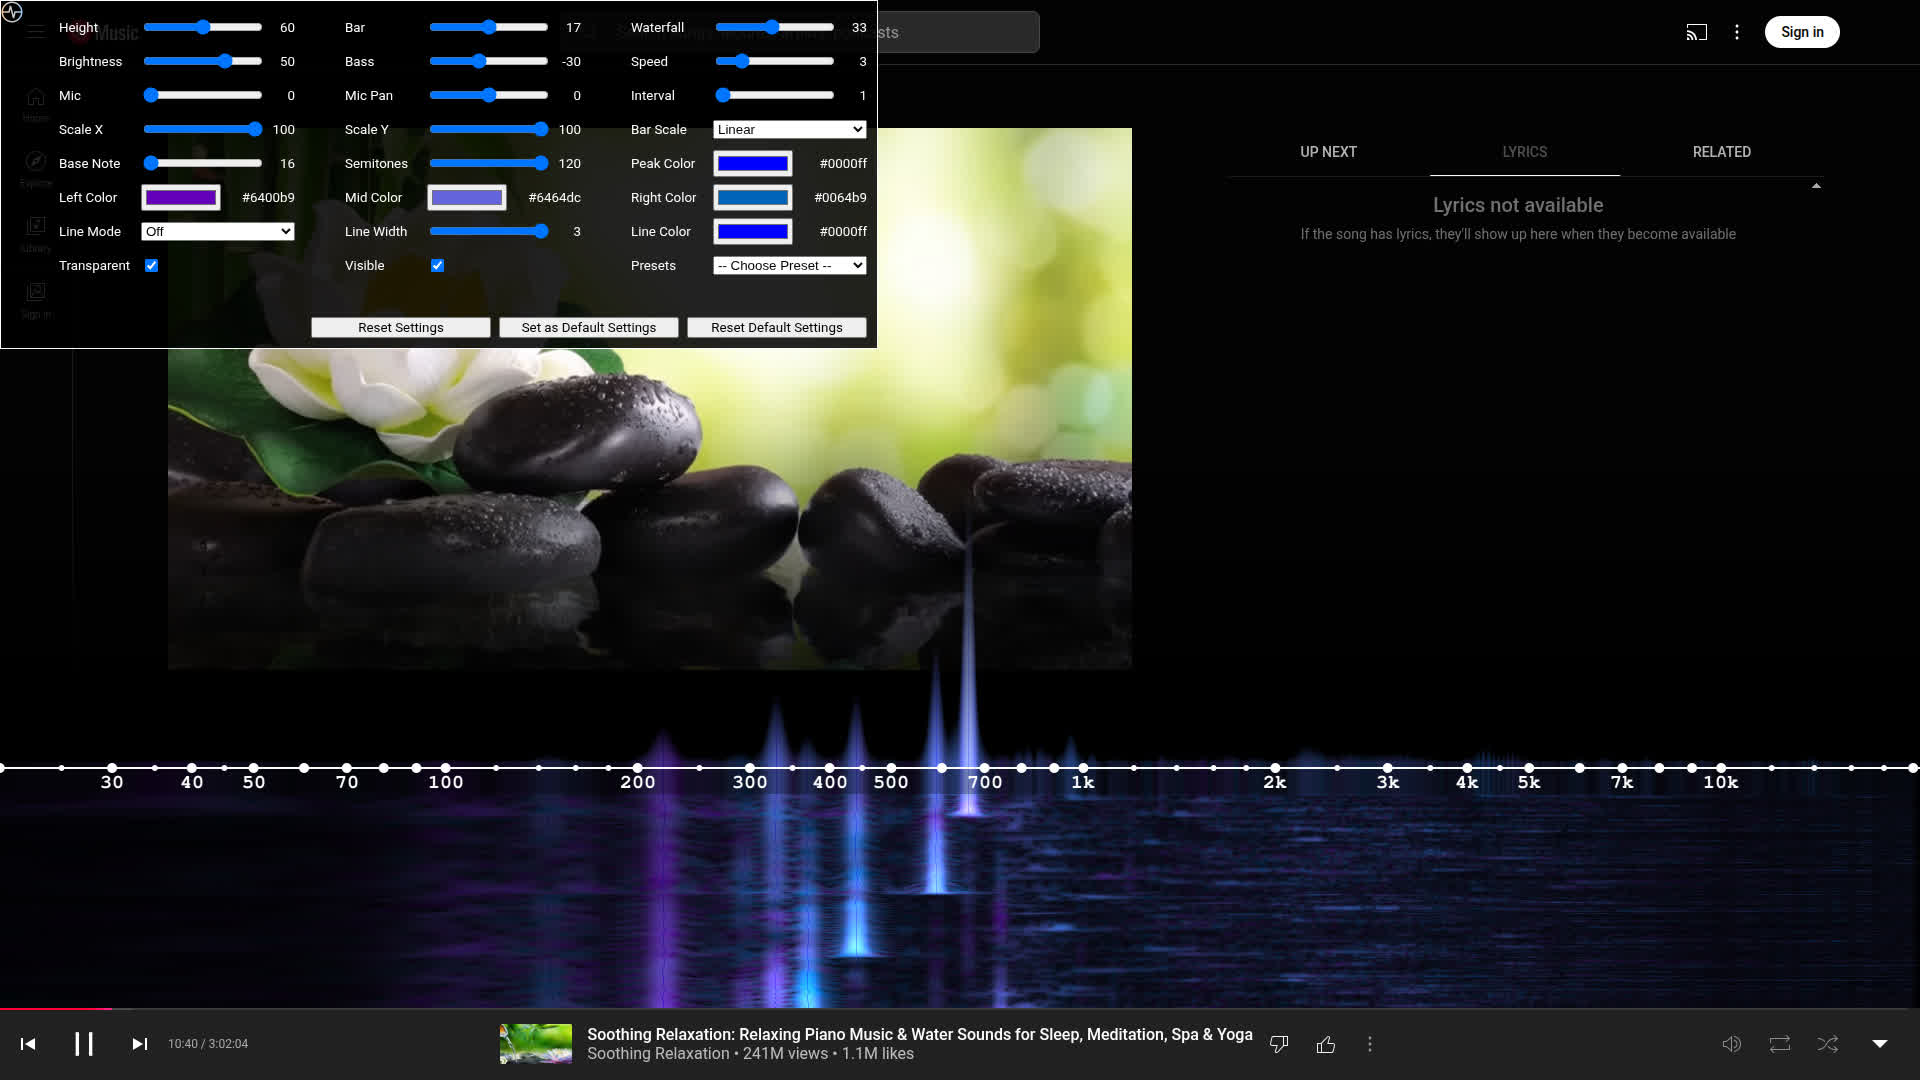 Height 60 Bar 17 Waterfall 33
Music
sts
Sign in
Brightness 50 Bass -30 Speed 3
Mic 0 Mic Pan 0 Interval 1
Home
Scale X 100 Scale Y 100 Bar Scale Linear
Base Note 16 Semitones 120 Peak Color #0000ff
Explore
Left Color #6400b9 Mid Color #6464dc Right Color #0064b9
Line Mode Off Line Width 3 Line Color #0000ff
Library
Transparent Visible Presets -- Choose Preset --
Sign in
Reset Settings Set as Default Settings Reset Default Settings
UP NEXT LYRICS RELATED
Lyrics not available
If the song has lyrics, they'll show up here when they become available
30 40 50 70 100 200 300 400 500 700 1k 2k 3k 4k 5k 7k 10k
10:40 / 3:02:04
Soothing Relaxation: Relaxing Piano Music & Water Sounds for Sleep, Meditation, Spa & Yoga
Soothing Relaxation • 241M views • 1.1M likes